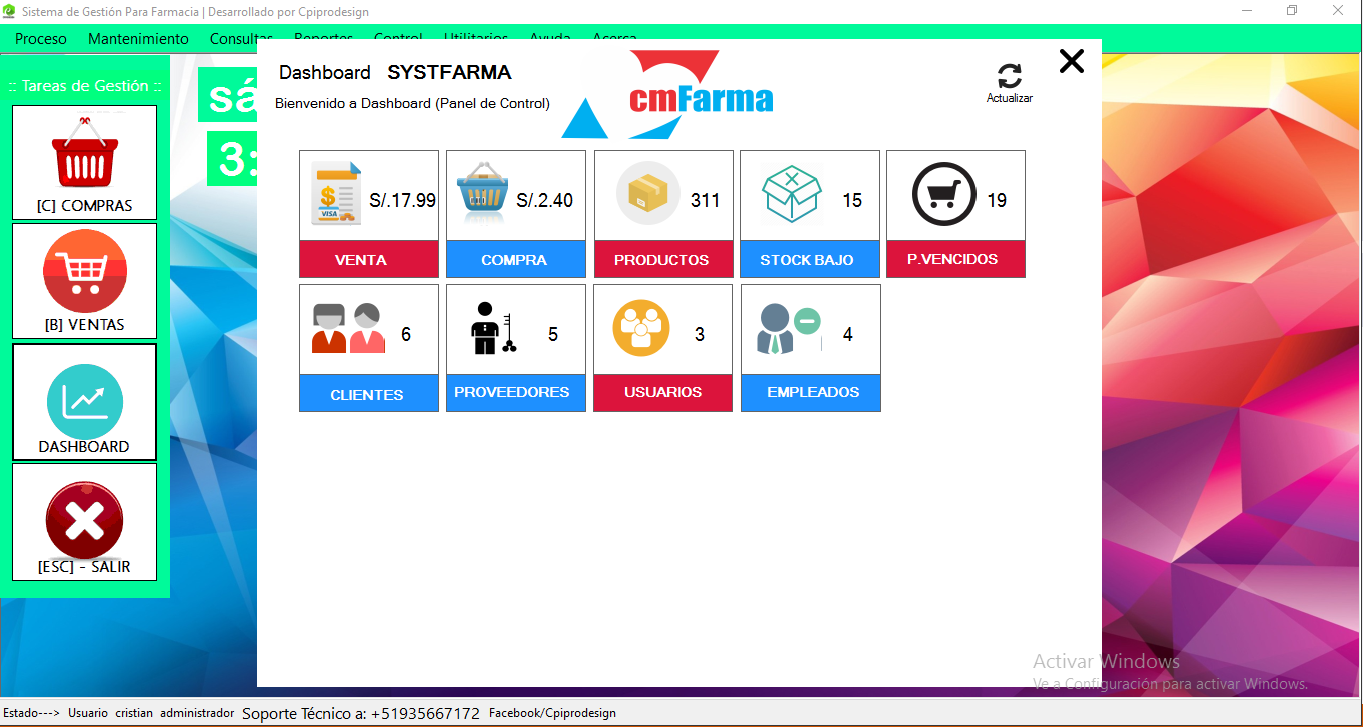 Sistema de Gestión Para Farmacia | Desarrollado por Cpiprodesign
Proceso Mantenimiento Consultas Reportes Control Utilitarios Ayuda Acerca
:: Tareas de Gestión ::
[C] COMPRAS
[B] VENTAS
DASHBOARD
[ESC] - SALIR
sá
3:
Dashboard SYSTFARMA
Bienvenido a Dashboard (Panel de Control)
cmFarma
Actualizar
VISA
S/.17.99
S/.2.40
311
15
19
VENTA
COMPRA
PRODUCTOS
STOCK BAJO
P.VENCIDOS
6
5
3
4
CLIENTES
PROVEEDORES
USUARIOS
EMPLEADOS
Activar Windows
Ve a Configuración para activar Windows.
Estado---> Usuario cristian administrador Soporte Técnico a: +51935667172 Facebook/Cpiprodesign